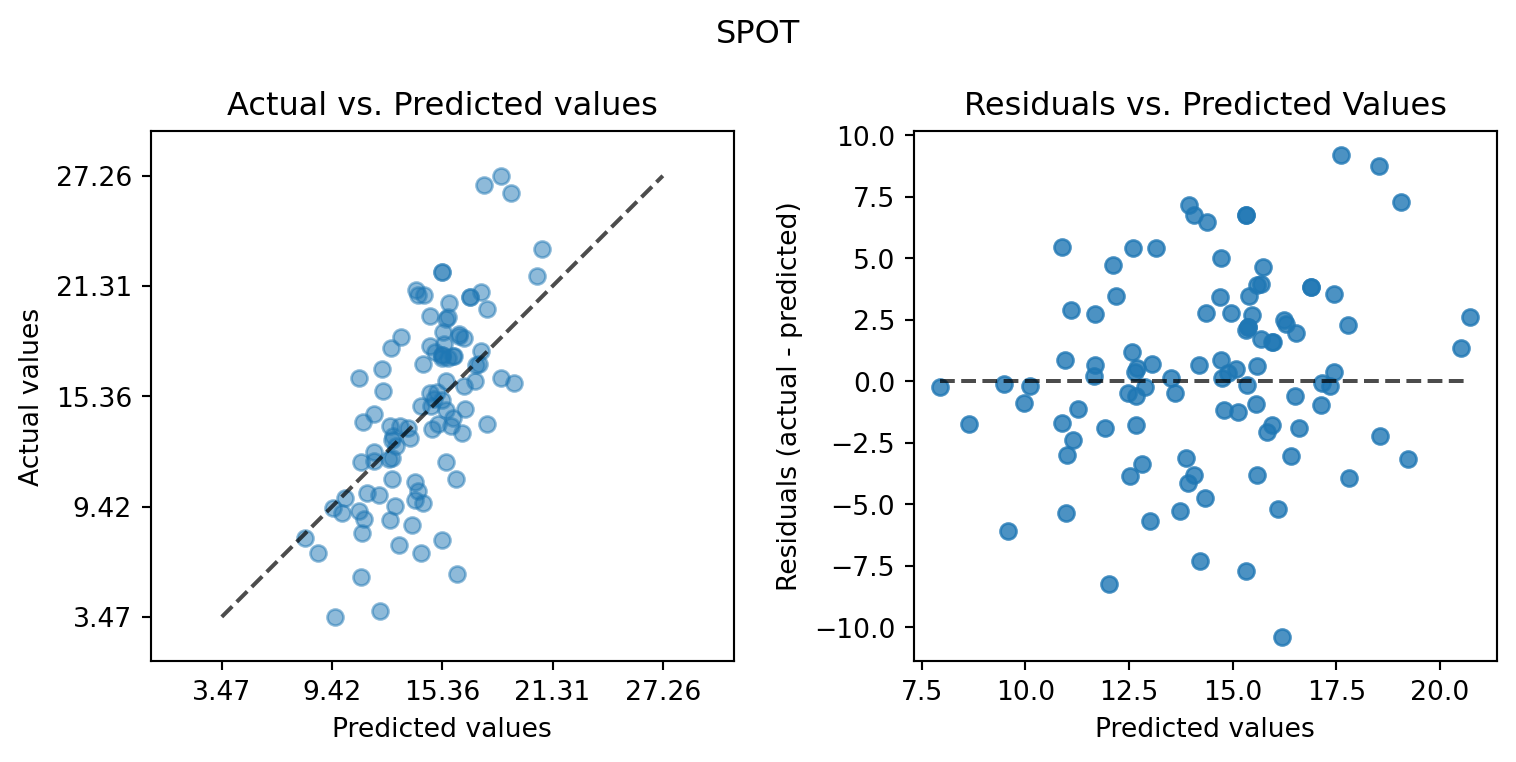 SPOT
Actual vs. Predicted values
Actual values
27.26
21.31
15.36
9.42
3.47
3.47 9.42 15.36 21.31 27.26
Predicted values
Residuals vs. Predicted Values
Residuals (actual - predicted)
10.0
7.5
5.0
2.5
0.0
−2.5
−5.0
−7.5
−10.0
7.5 10.0 12.5 15.0 17.5 20.0
Predicted values